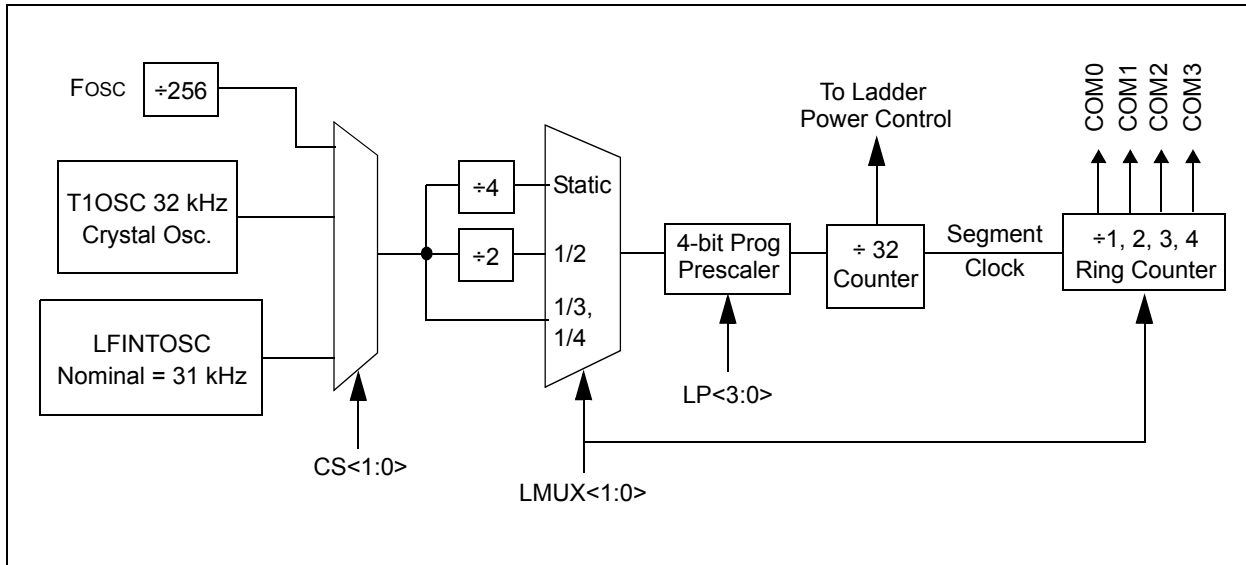 FOSC
÷256
T1OSC 32 kHz
Crystal Osc.
LFINTOSC
Nominal = 31 kHz
CS<1:0>
÷4
÷2
Static
1/2
1/3,
1/4
LMUX<1:0>
4-bit Prog
Prescaler
LP<3:0>
To Ladder
Power Control
÷ 32
Counter
Segment
Clock
COM0
COM1
COM2
COM3
÷1, 2, 3, 4
Ring Counter